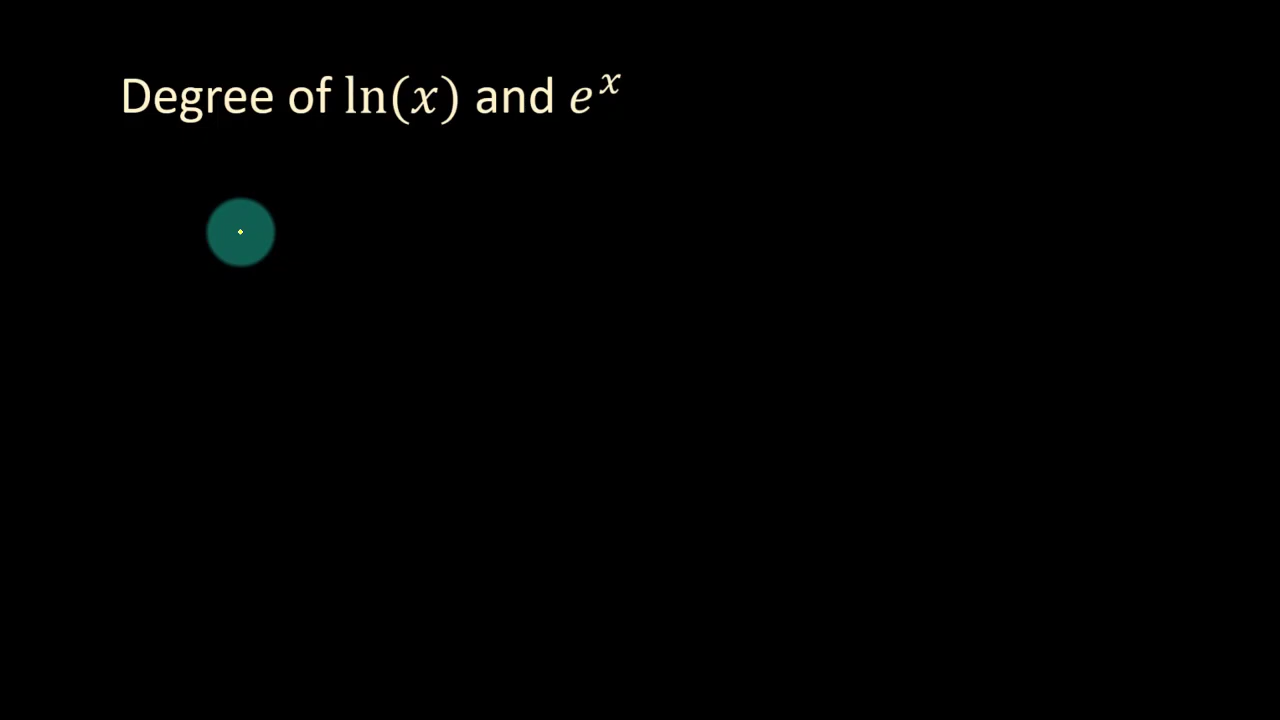 Degree of ln(x) and e^x